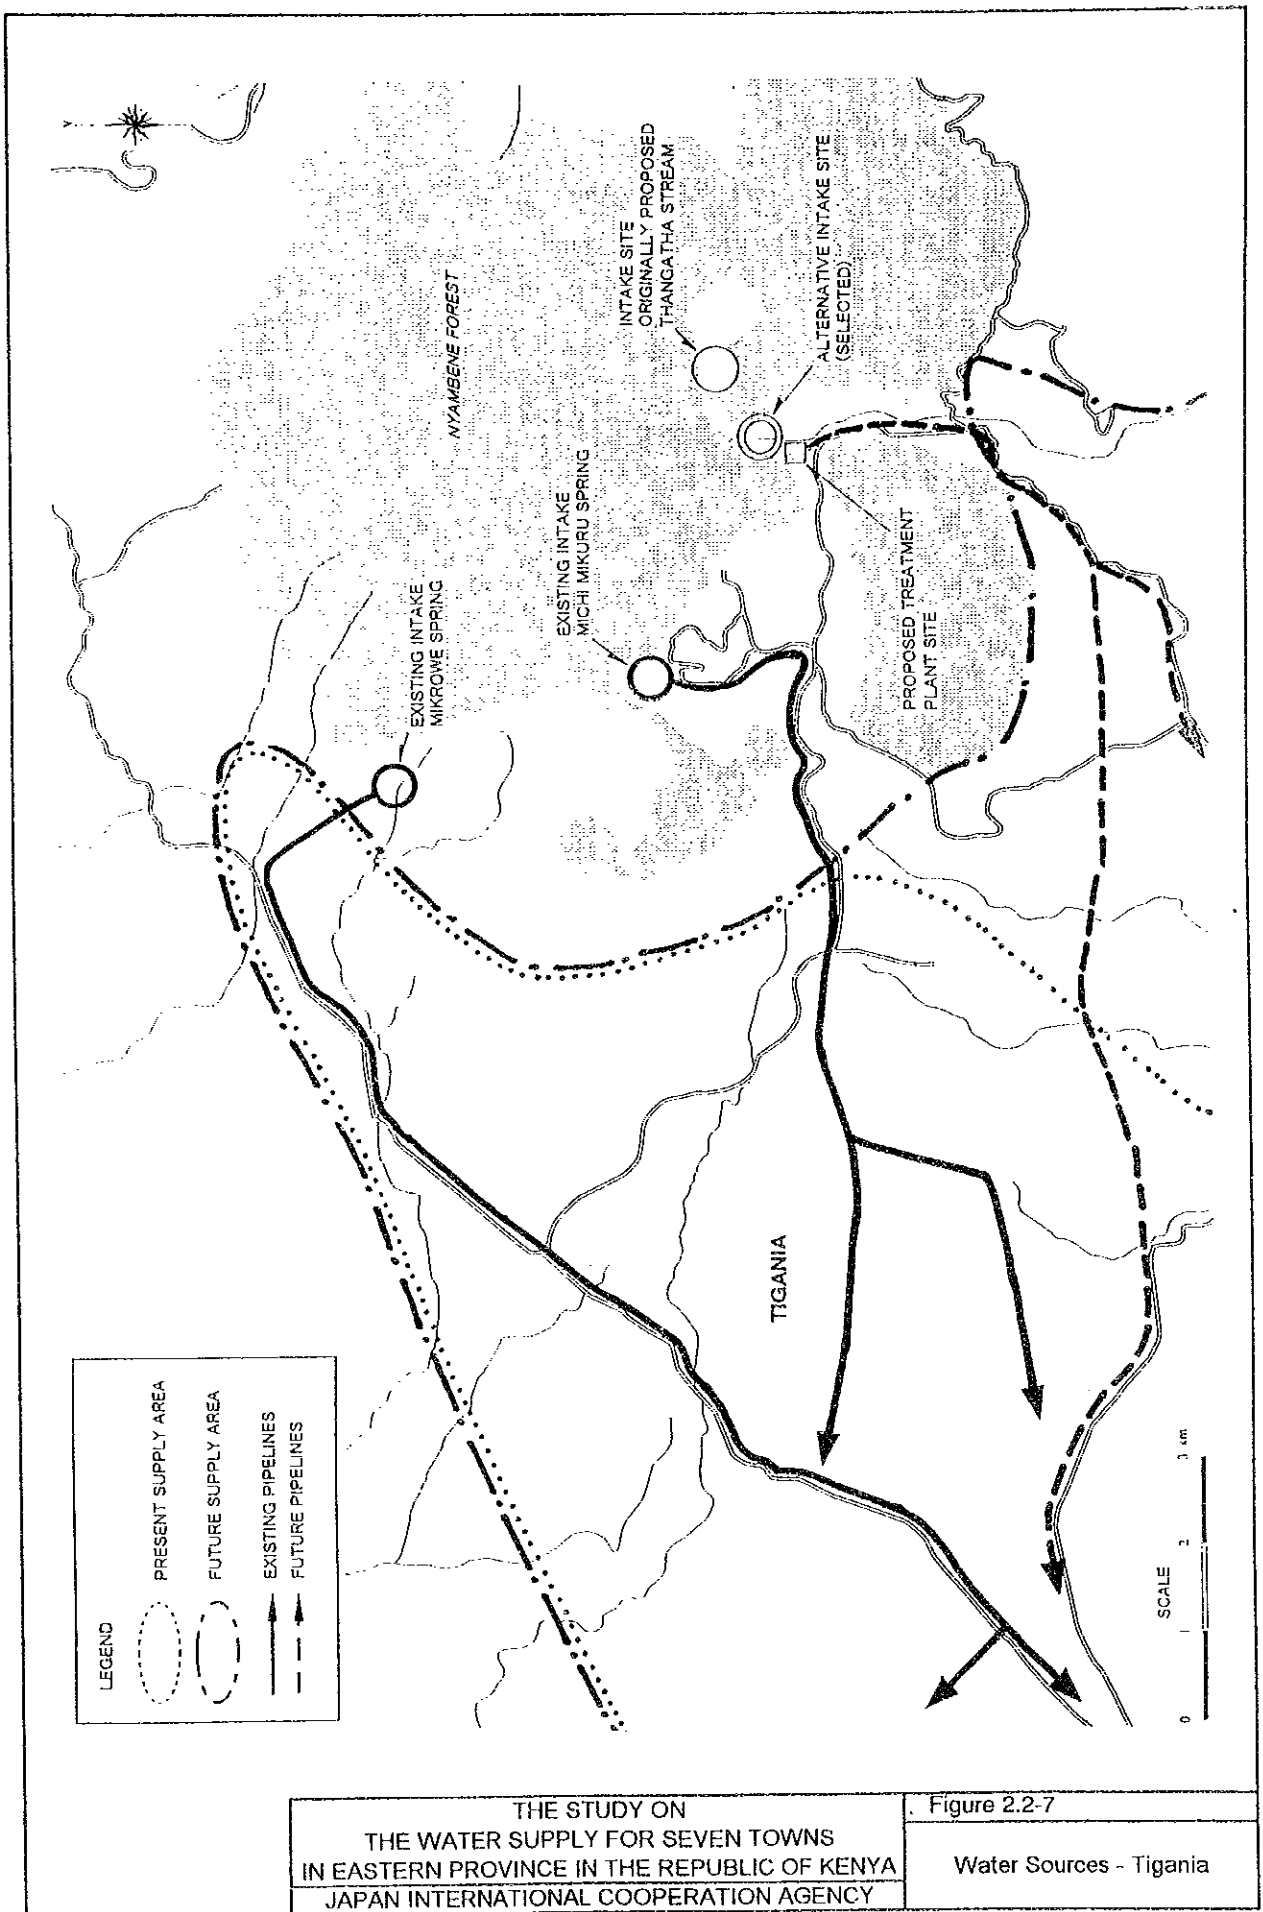 NYAMBENE FOREST
INTAKE SITE
ORIGINALLY PROPOSED
THANGATHA STREAM
ALTERNATIVE INTAKE SITE
(SELECTED)
EXISTING INTAKE
MICHI MIKURU SPRING
EXISTING INTAKE
MIKROWE SPRING
PROPOSED TREATMENT
PLANT SITE
TIGANIA
LEGEND
PRESENT SUPPLY AREA
FUTURE SUPPLY AREA
EXISTING PIPELINES
FUTURE PIPELINES
SCALE
0 1 2 3 km
THE STUDY ON
THE WATER SUPPLY FOR SEVEN TOWNS
IN EASTERN PROVINCE IN THE REPUBLIC OF KENYA
JAPAN INTERNATIONAL COOPERATION AGENCY
Figure 2.2-7
Water Sources - Tigania